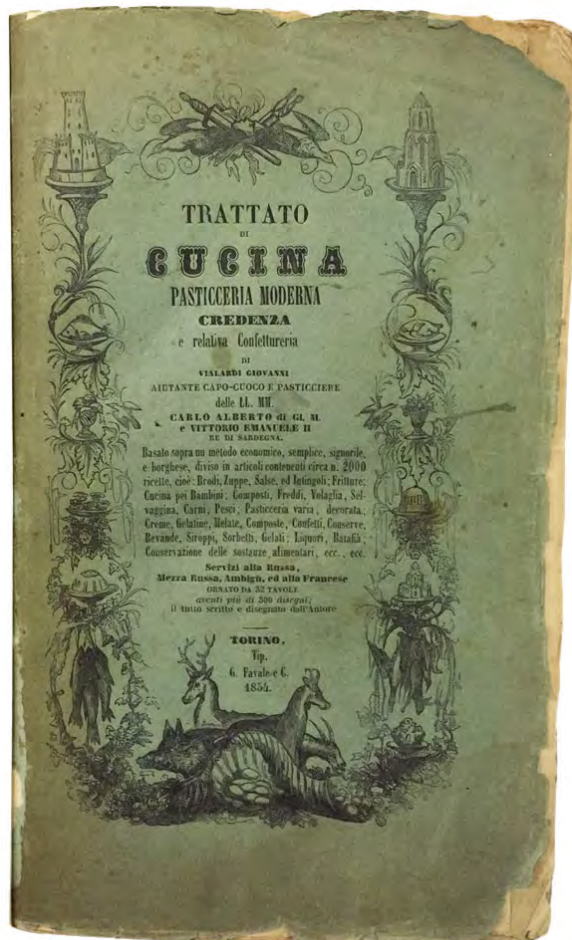 TRATTATO
DI
CUCINA
PASTICCERIA MODERNA
CREDENZA
e relativa Confettureria
DI
VIALARDI GIOVANNI
AIUTANTE CAPO-CUOCO E PASTICCIERE
delle LL. MM.
CARLO ALBERTO di GL. M.
e VITTORIO EMANUELE II
RE DI SARDEGNA.
Basato sopra un metodo economico, semplice, signorile,
e borghese, diviso in articoli contenenti circa n. 2000
ricette, cioè: Brodi, Zuppe, Salse, ed Intingoli; Fritture;
Cucina pei Bambini; Composti, Freddi, Volaglia, Sel-
vaggina, Carni, Pesci, Pasticceria varia, decorata;
Creme, Gelatine, Gelate, Composte, Confetti, Conserve,
Bevande, Siroppi, Sorbetti, Gelati; Liquori, Ratafià;
Conservazione delle sostanze alimentari, ecc., ecc.
Servizi alla Russa,
Mezza Russa, Ambigù, ed alla Francese
ORNATO DA 32 TAVOLE
aventi più di 300 disegni;
il tutto scritto e disegnato dall'Autore
TORINO,
Tip.
G. Favale e C.
1854.